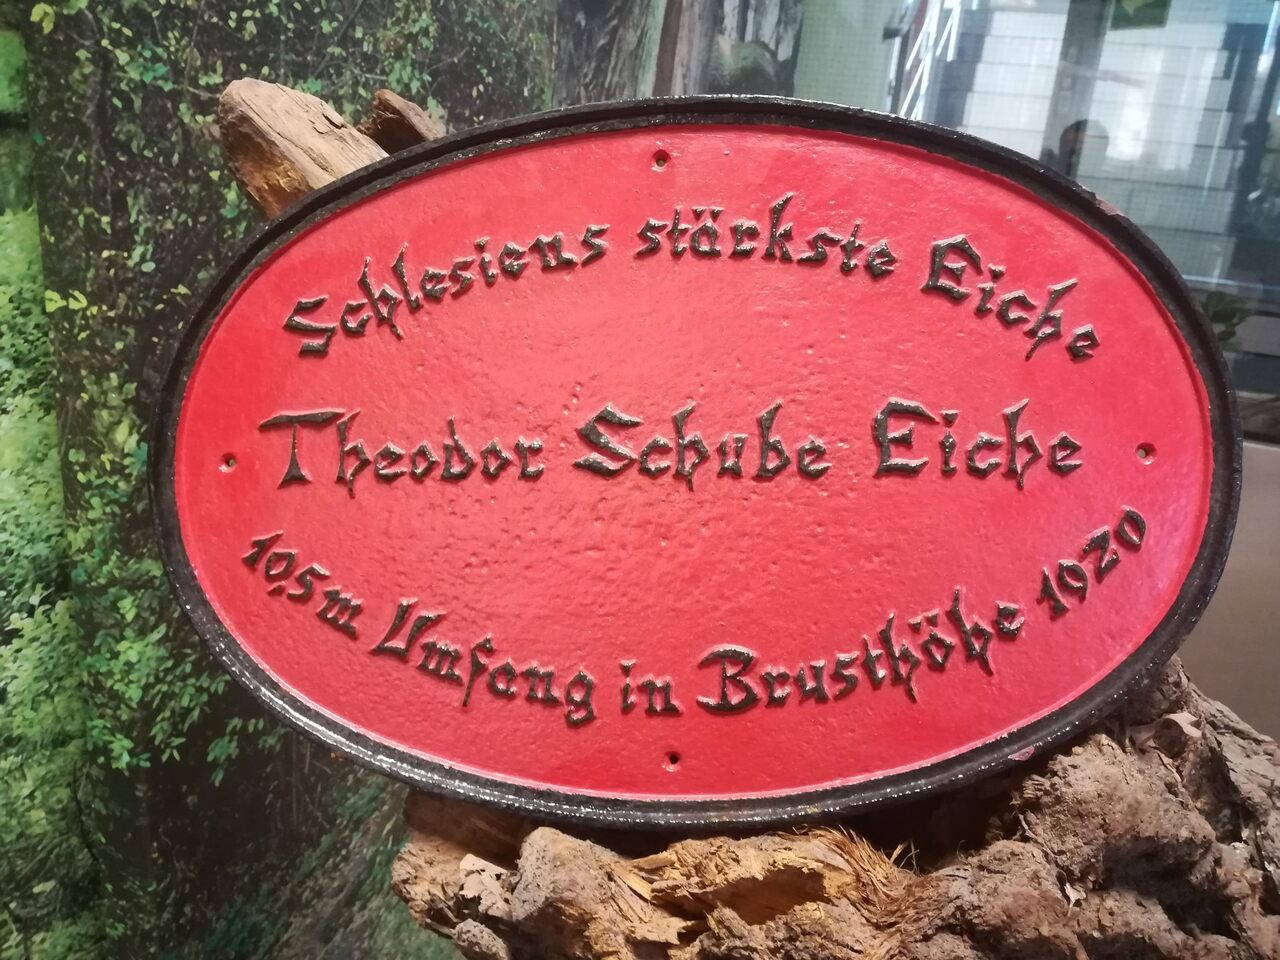 Schlesiens stärkste Eiche
Theodor Schube Eiche
10,5 m Umfang in Brusthöhe 1920